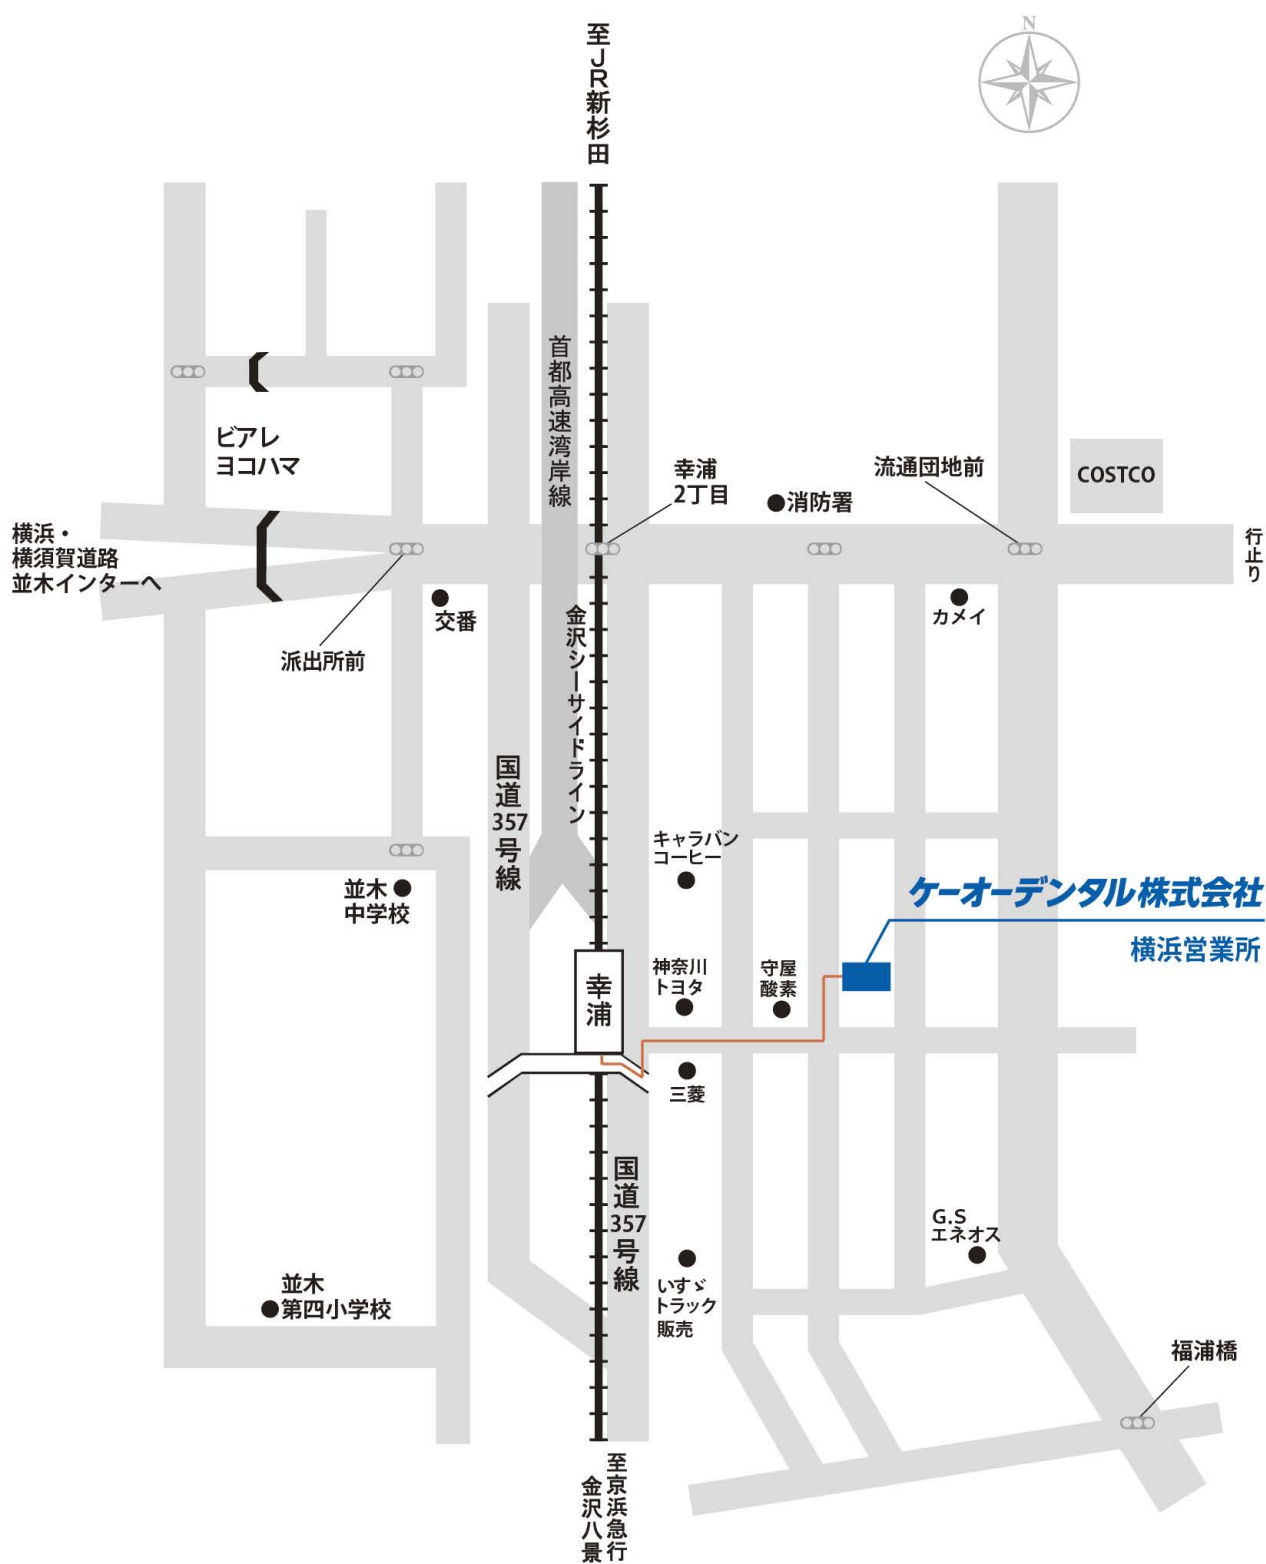 N
至JR新杉田
首都高速湾岸線
ビアレ
ヨコハマ
幸浦
2丁目
消防署
流通団地前
COSTCO
横浜・
横須賀道路
並木インターへ
行止り
交番
カメイ
派出所前
金沢シーサイドライン
国道357号線
キャラバン
コーヒー
並木
中学校
ケーオーデンタル株式会社
横浜営業所
幸浦
神奈川
トヨタ
守屋
酸素
三菱
国道357号線
G.S
エネオス
並木
第四小学校
いすゞ
トラック
販売
福浦橋
至京浜急行
金沢八景